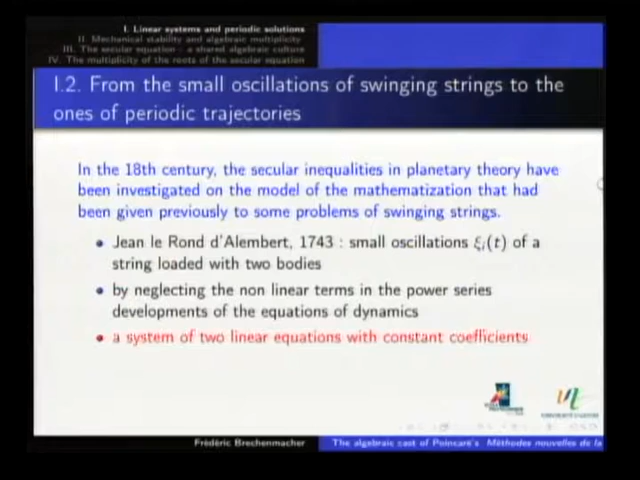 I. Linear systems and periodic solutions
II. Mechanical stability and algebraic multiplicity
III. The secular equation : a shared algebraic culture
IV. The multiplicity of the roots of the secular equation
I.2. From the small oscillations of swinging strings to the
ones of periodic trajectories
In the 18th century, the secular inequalities in planetary theory have
been investigated on the model of the mathematization that had
been given previously to some problems of swinging strings.
• Jean le Rond d'Alembert, 1743 : small oscillations ξᵢ(t) of a
string loaded with two bodies
• by neglecting the non linear terms in the power series
developments of the equations of dynamics
• a system of two linear equations with constant coefficients
Frédéric Brechenmacher
The algebraic cast of Poincaré's Méthodes nouvelles de la